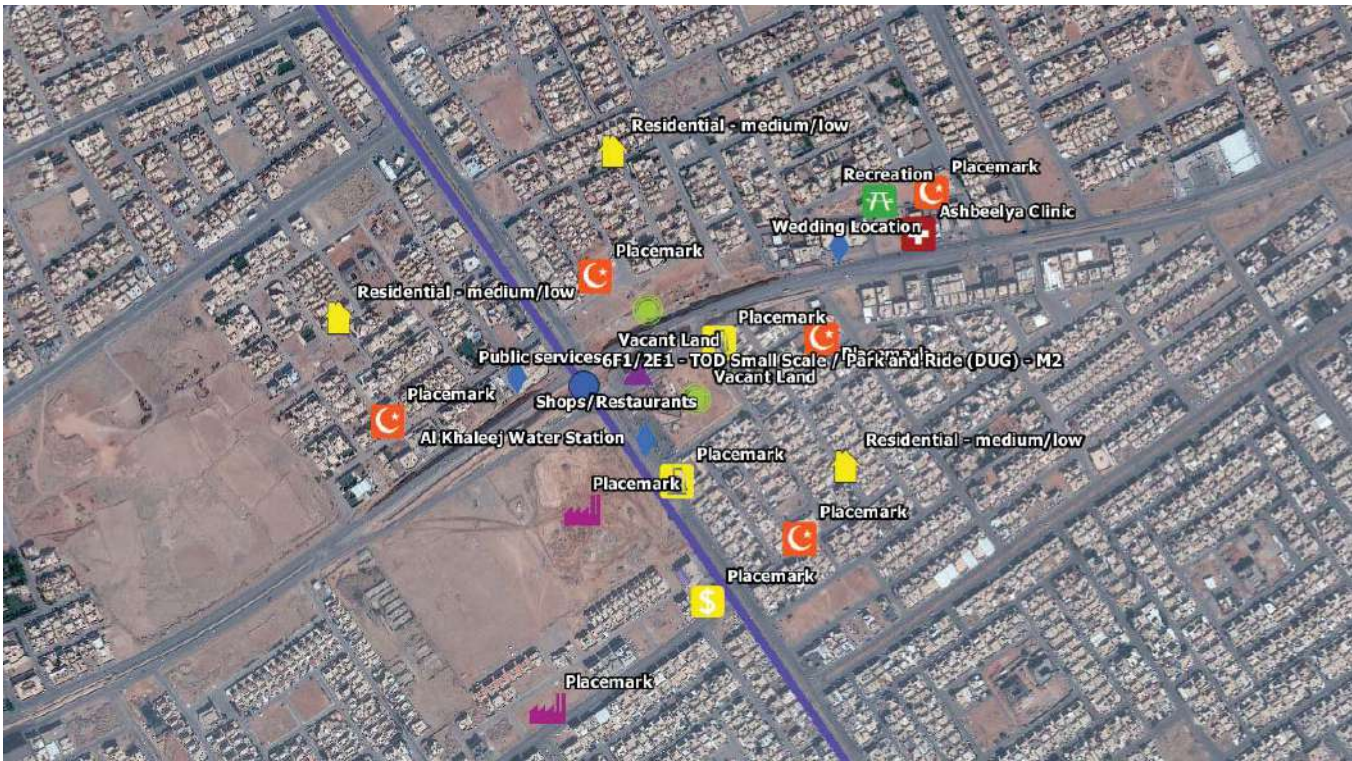 Residential - medium/low
Placemark
Recreation
Ashbeelya Clinic
Wedding Location
Placemark
Residential - medium/low
Placemark
Vacant Land
Placemark
Public services
6F1/2E1 - TOD Small Scale / Park and Ride (DUG) - M2
Vacant Land
Placemark
Shops/Restaurants
Al Khaleej Water Station
Residential - medium/low
Placemark
Placemark
Placemark
Placemark
Placemark